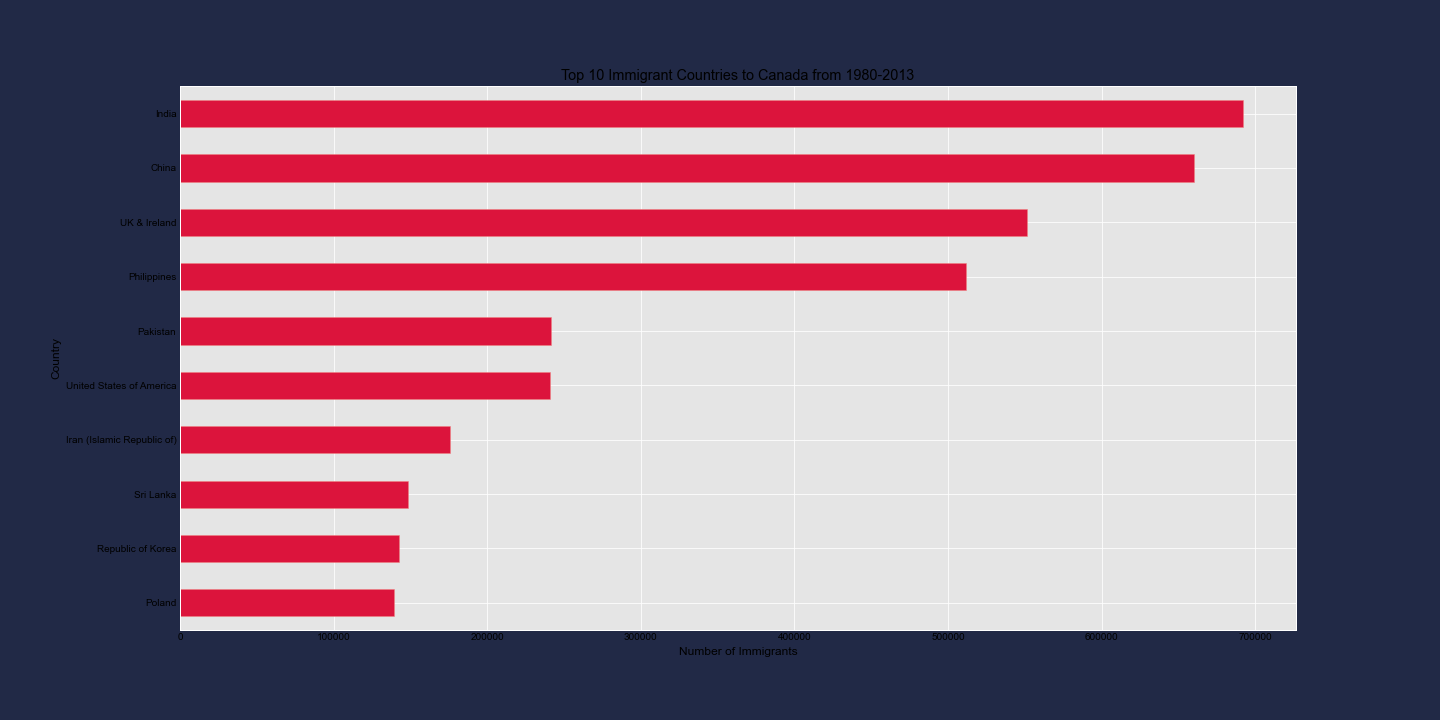 Top 10 Immigrant Countries to Canada from 1980-2013
India
China
UK & Ireland
Philippines
Pakistan
Country
United States of America
Iran (Islamic Republic of)
Sri Lanka
Republic of Korea
Poland
0 100000 200000 300000 400000 500000 600000 700000
Number of Immigrants